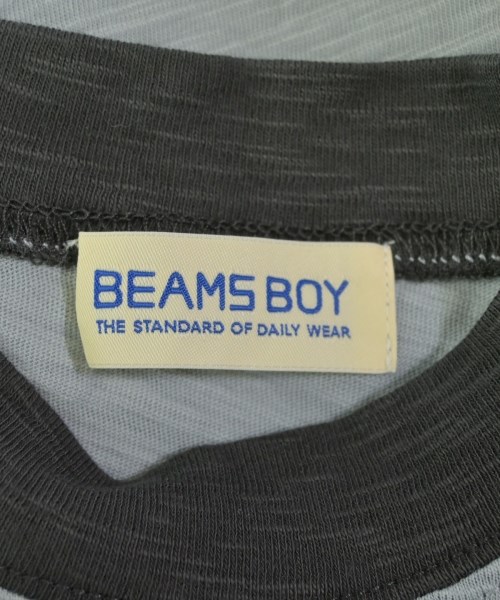 BEAMS BOY
THE STANDARD OF DAILY WEAR